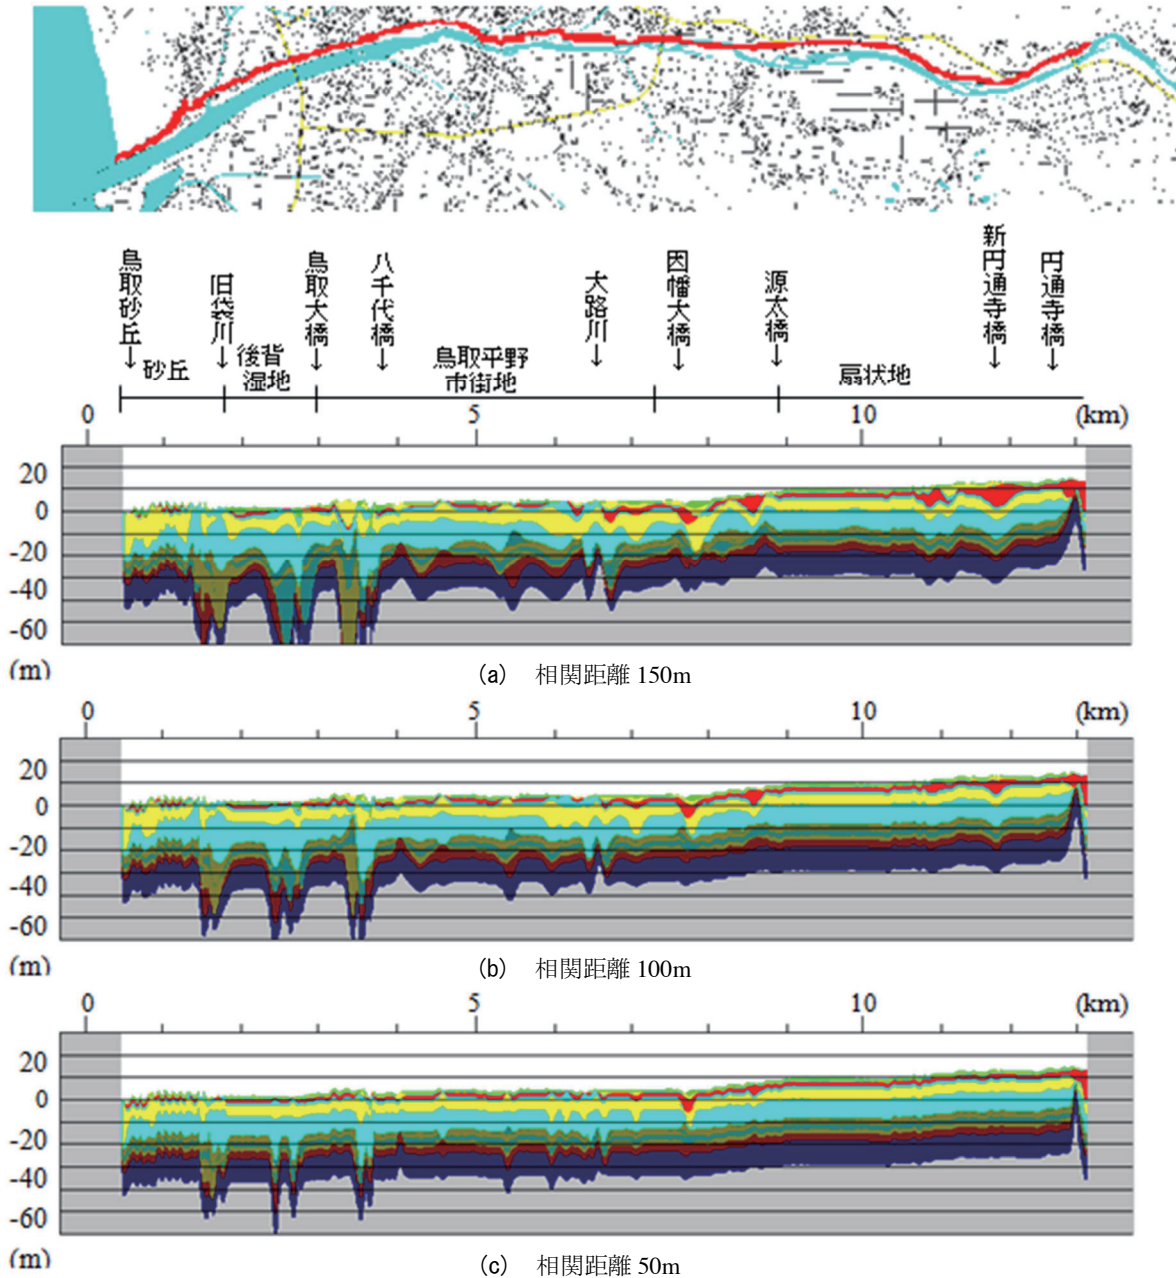 鳥取砂丘
旧袋川
鳥取大橋
八千代橋
大路川
因幡大橋
源太橋
新円通寺橋
円通寺橋
砂丘
後背
湿地
鳥取平野
市街地
扇状地
0 5 10 (km)
20
0
-20
-40
-60
(m)
(a) 相関距離 150m
0 5 10 (km)
20
0
-20
-40
-60
(m)
(b) 相関距離 100m
0 5 10 (km)
20
0
-20
-40
-60
(m)
(c) 相関距離 50m